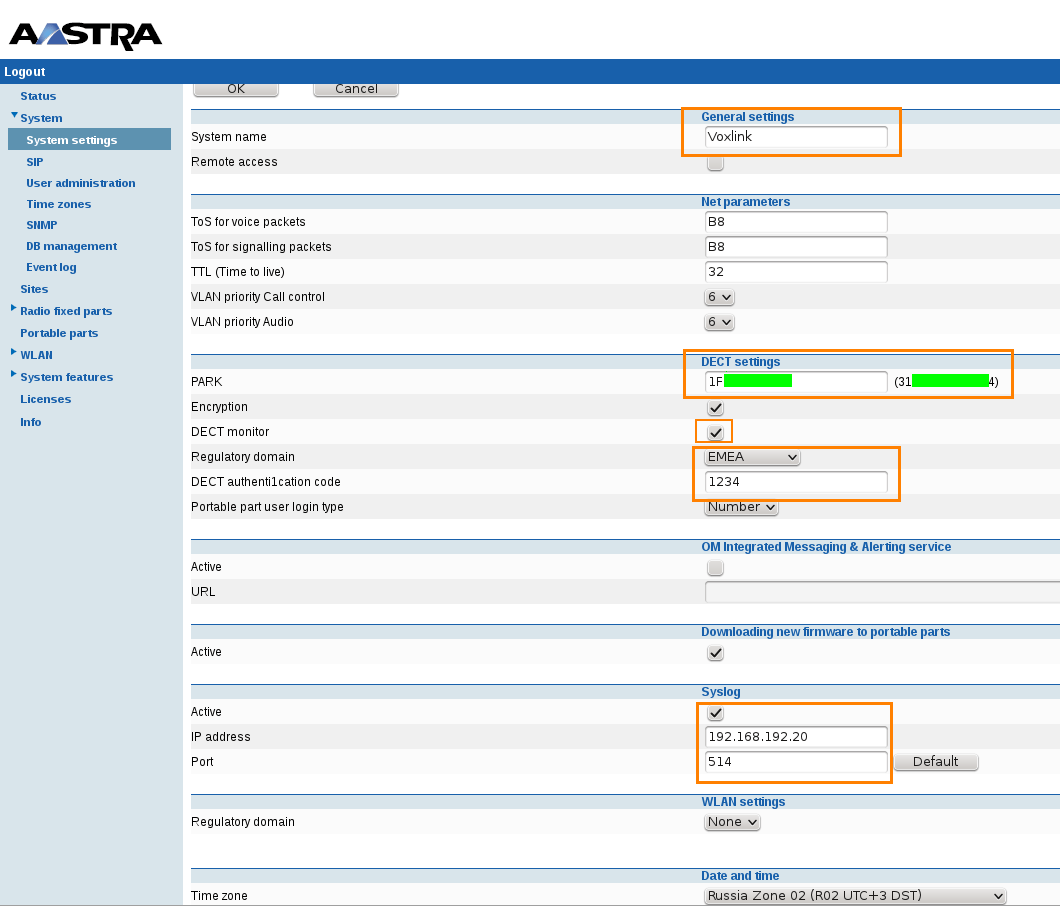 AASTRA
Logout
Status
System
System settings
SIP
User administration
Time zones
SNMP
DB management
Event log
Sites
Radio fixed parts
Portable parts
WLAN
System features
Licenses
Info
OK Cancel
General settings
System name Voxlink
Remote access
Net parameters
ToS for voice packets B8
ToS for signalling packets B8
TTL (Time to live) 32
VLAN priority Call control 6
VLAN priority Audio 6
DECT settings
PARK 1F (31 4)
Encryption
DECT monitor
Regulatory domain EMEA
DECT authenti1cation code 1234
Portable part user login type Number
OM Integrated Messaging & Alerting service
Active
URL
Downloading new firmware to portable parts
Active
Syslog
Active
IP address 192.168.192.20
Port 514 Default
WLAN settings
Regulatory domain None
Date and time
Time zone Russia Zone 02 (R02 UTC+3 DST)